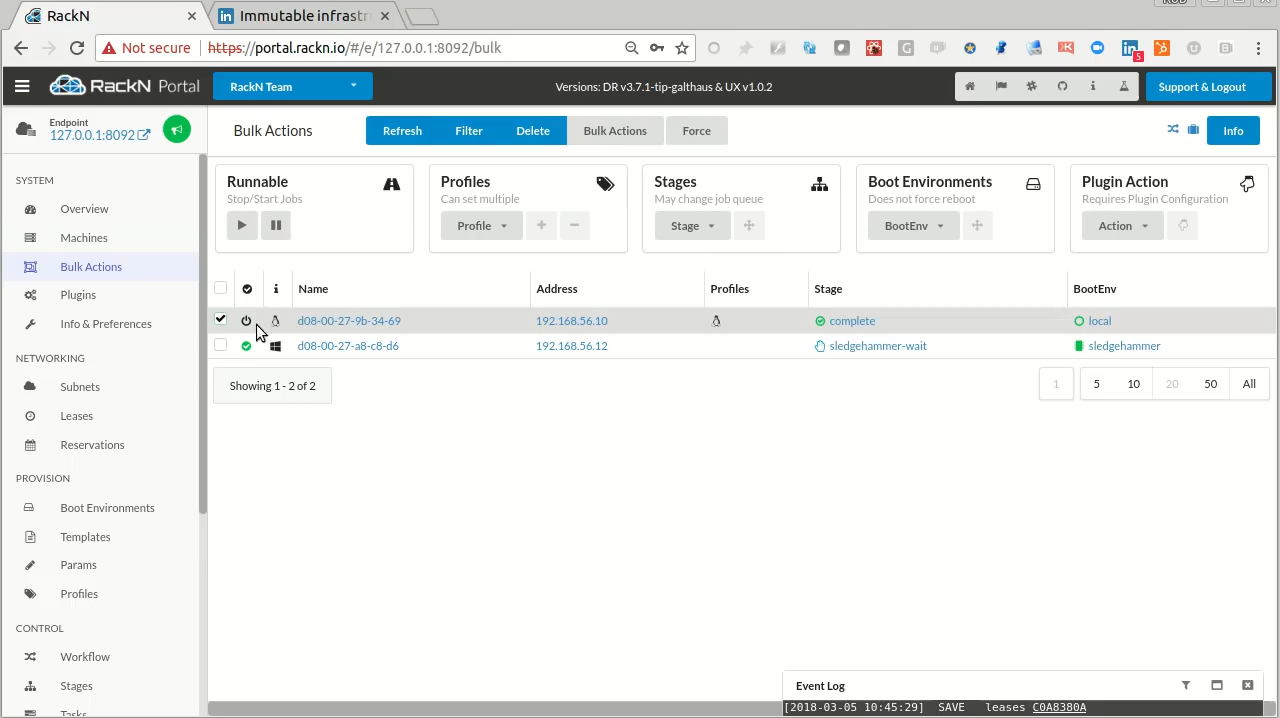 RackN
Immutable infrastr
Not secure https://portal.rackn.io/#/e/127.0.0.1:8092/bulk
5
RackN Portal
RackN Team
Versions: DR v3.7.1-tip-galthaus & UX v1.0.2
Support & Logout
Endpoint
127.0.0.1:8092
Bulk Actions
Refresh Filter Delete Bulk Actions Force
Info
SYSTEM
Overview
Machines
Bulk Actions
Plugins
Info & Preferences
NETWORKING
Subnets
Leases
Reservations
PROVISION
Boot Environments
Templates
Params
Profiles
CONTROL
Workflow
Stages
Tasks
Runnable
Stop/Start Jobs
Profiles
Can set multiple
Profile
Stages
May change job queue
Stage
Boot Environments
Does not force reboot
BootEnv
Plugin Action
Requires Plugin Configuration
Action
Name Address Profiles Stage BootEnv
d08-00-27-9b-34-69 192.168.56.10 complete local
d08-00-27-a8-c8-d6 192.168.56.12 sledgehammer-wait sledgehammer
Showing 1 - 2 of 2
1 5 10 20 50 All
Event Log
[2018-03-05 10:45:29] SAVE leases C0A8380A